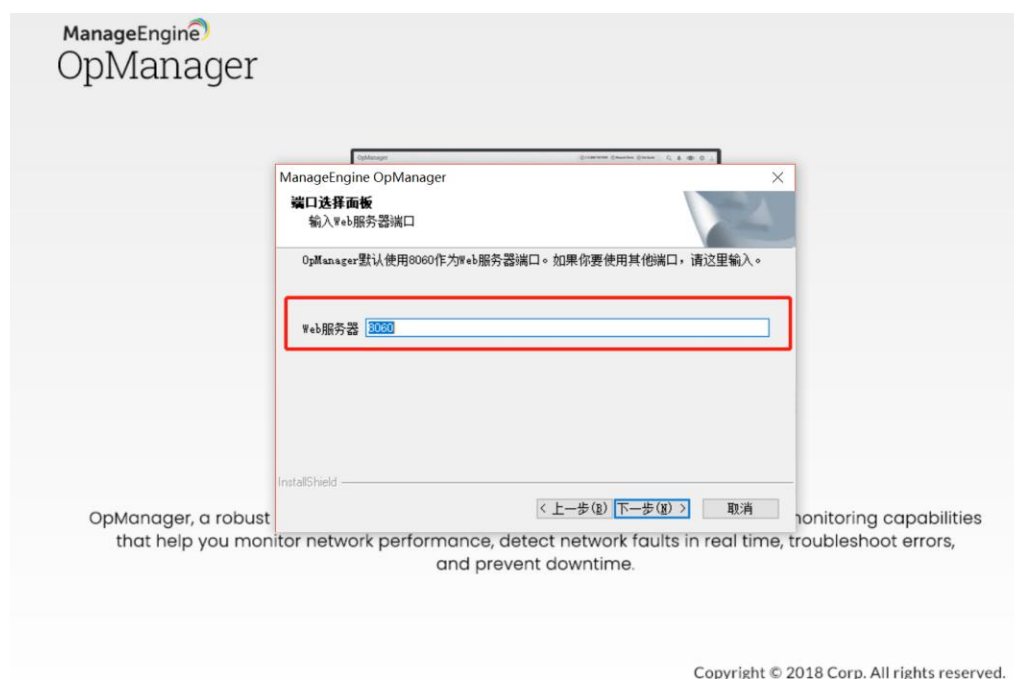 ManageEngine
OpManager
OpManager
ManageEngine OpManager
端口选择面板
输入Web服务器端口
OpManager默认使用8060作为Web服务器端口。如果你要使用其他端口，请这里输入。
Web服务器 8060
InstallShield
< 上一步(B) 下一步(N) > 取消
OpManager, a robust onitoring capabilities
that help you monitor network performance, detect network faults in real time, troubleshoot errors,
and prevent downtime.
Copyright © 2018 Corp. All rights reserved.